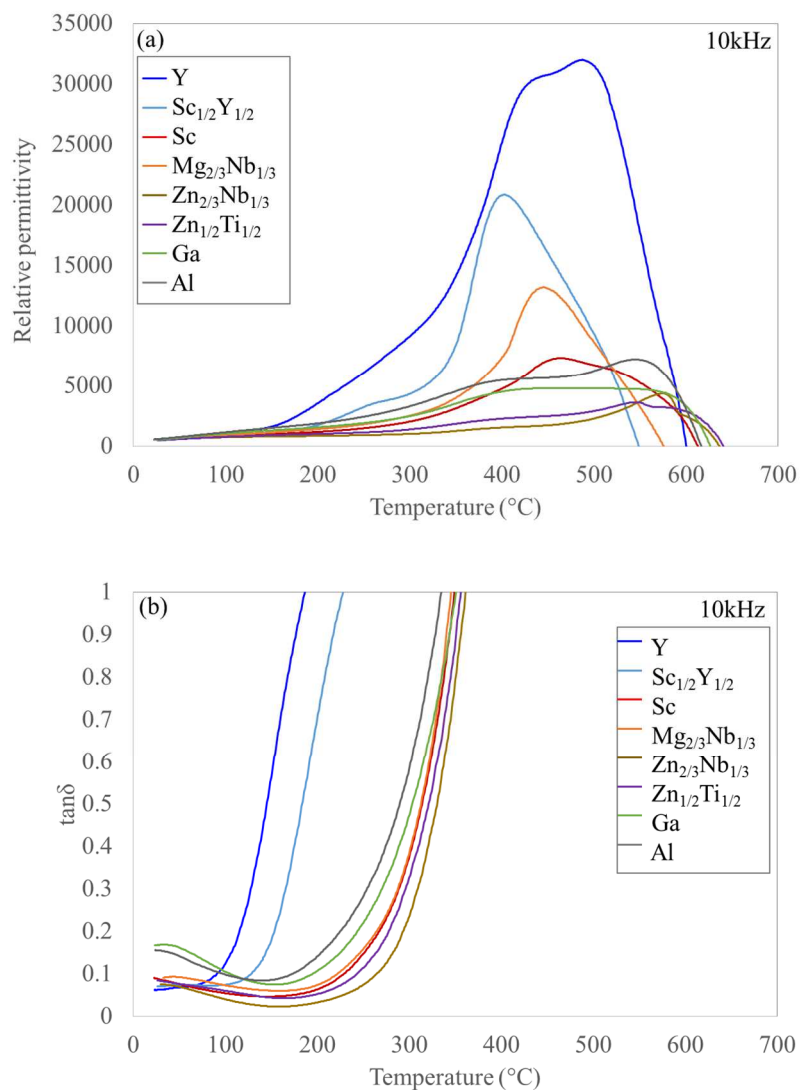 (a)
10kHz
35000
30000
25000
20000
15000
10000
5000
0
Relative permittivity
Y
Sc₁/₂Y₁/₂
Sc
Mg₂/₃Nb₁/₃
Zn₂/₃Nb₁/₃
Zn₁/₂Ti₁/₂
Ga
Al
0 100 200 300 400 500 600 700
Temperature (°C)
(b)
10kHz
1
0.9
0.8
0.7
0.6
0.5
0.4
0.3
0.2
0.1
0
tanδ
Y
Sc₁/₂Y₁/₂
Sc
Mg₂/₃Nb₁/₃
Zn₂/₃Nb₁/₃
Zn₁/₂Ti₁/₂
Ga
Al
0 100 200 300 400 500 600 700
Temperature (°C)